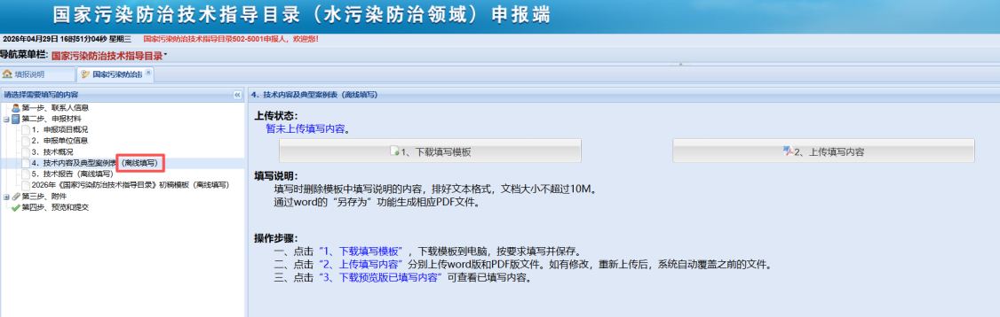 国家污染防治技术指导目录（水污染防治领域）申报端
2026年04月29日 16时51分04秒 星期三 国家污染防治技术指导目录502-5001申报人，欢迎您！
导航菜单栏: 国家污染防治技术指导目录
填报说明 国家污染防治技
请选择需要填写的内容
第一步、联系人信息
第二步、申报材料
1．申报项目概况
2．申报单位信息
3．技术概况
4．技术内容及典型案例表（离线填写）
5．技术报告（离线填写）
2026年《国家污染防治技术指导目录》初稿模板（离线填写）
第三步、附件
第四步、预览和提交
4．技术内容及典型案例表（离线填写）
上传状态：
暂未上传填写内容。
1、下载填写模板 2、上传填写内容
填写说明：
填写时删除模板中填写说明的内容，排好文本格式，文档大小不超过10M。
通过word的“另存为”功能生成相应PDF文件。
操作步骤：
一、点击“1、下载填写模板”，下载模板到电脑，按要求填写并保存。
二、点击“2、上传填写内容”分别上传word版和PDF版文件。如有修改，重新上传后，系统自动覆盖之前的文件。
三、点击“3、下载预览版已填写内容”可查看已填写内容。